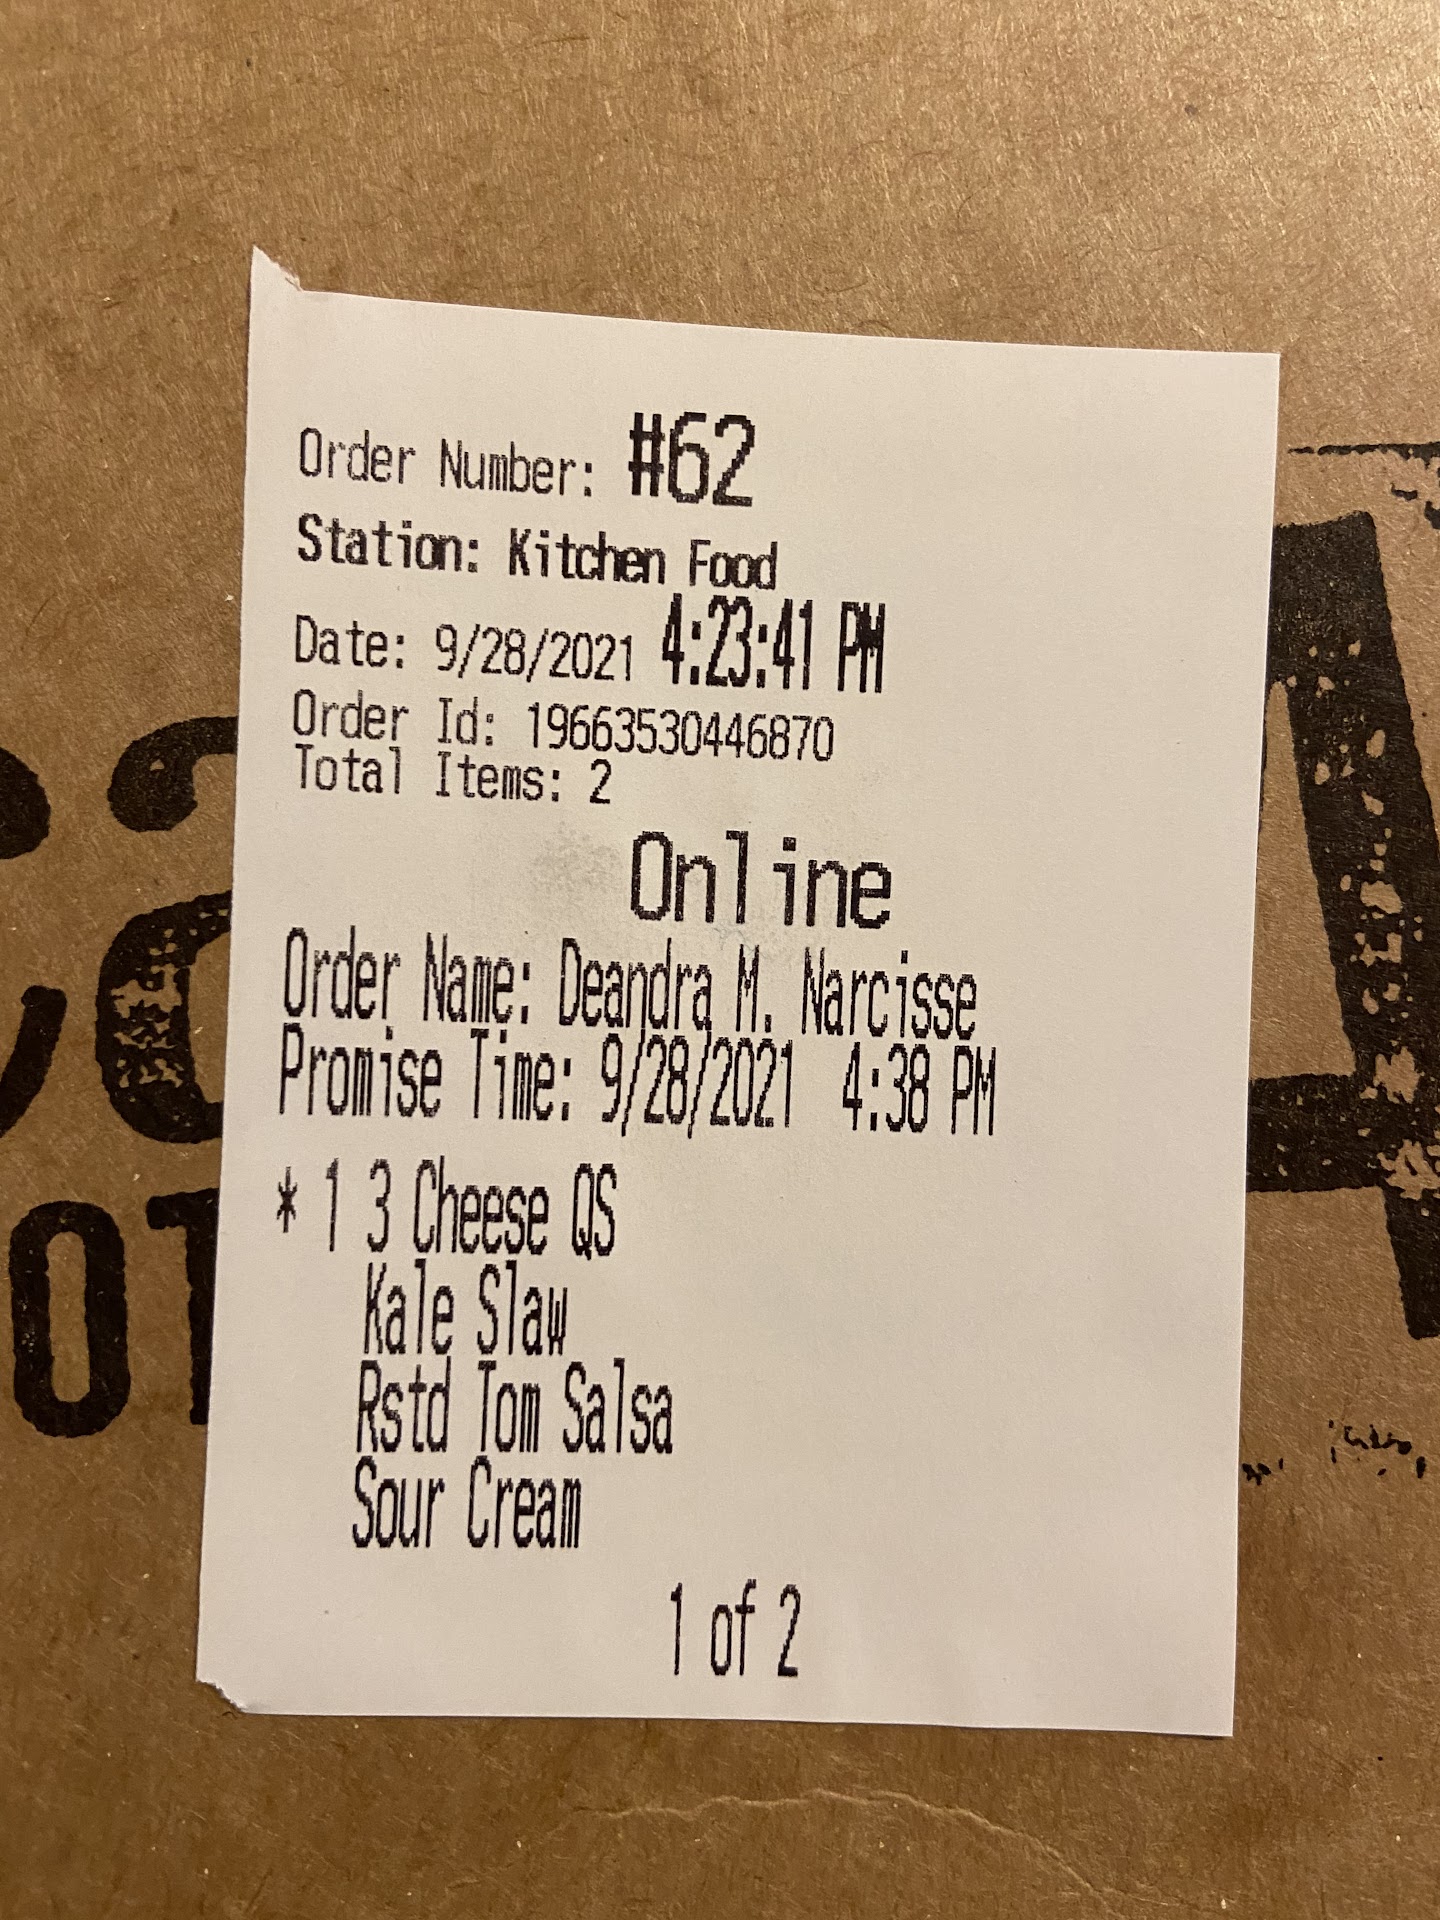 Order Number: #62
Station: Kitchen Food
Date: 9/28/2021 4:23:41 PM
Order Id: 19663530446870
Total Items: 2
Online
Order Name: Deandra M. Narcisse
Promise Time: 9/28/2021 4:38 PM
* 1 3 Cheese QS
Kale Slaw
Rstd Tom Salsa
Sour Cream
1 of 2